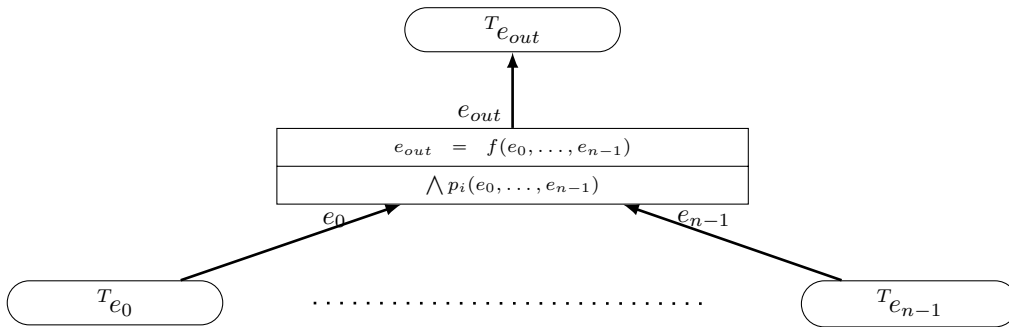 T_{e_{out}}
e_{out}
e_{out} = f(e_0, . . . , e_{n−1})
⋀ p_i(e_0, . . . , e_{n−1})
e_0 e_{n−1}
T_{e_0} T_{e_{n−1}}